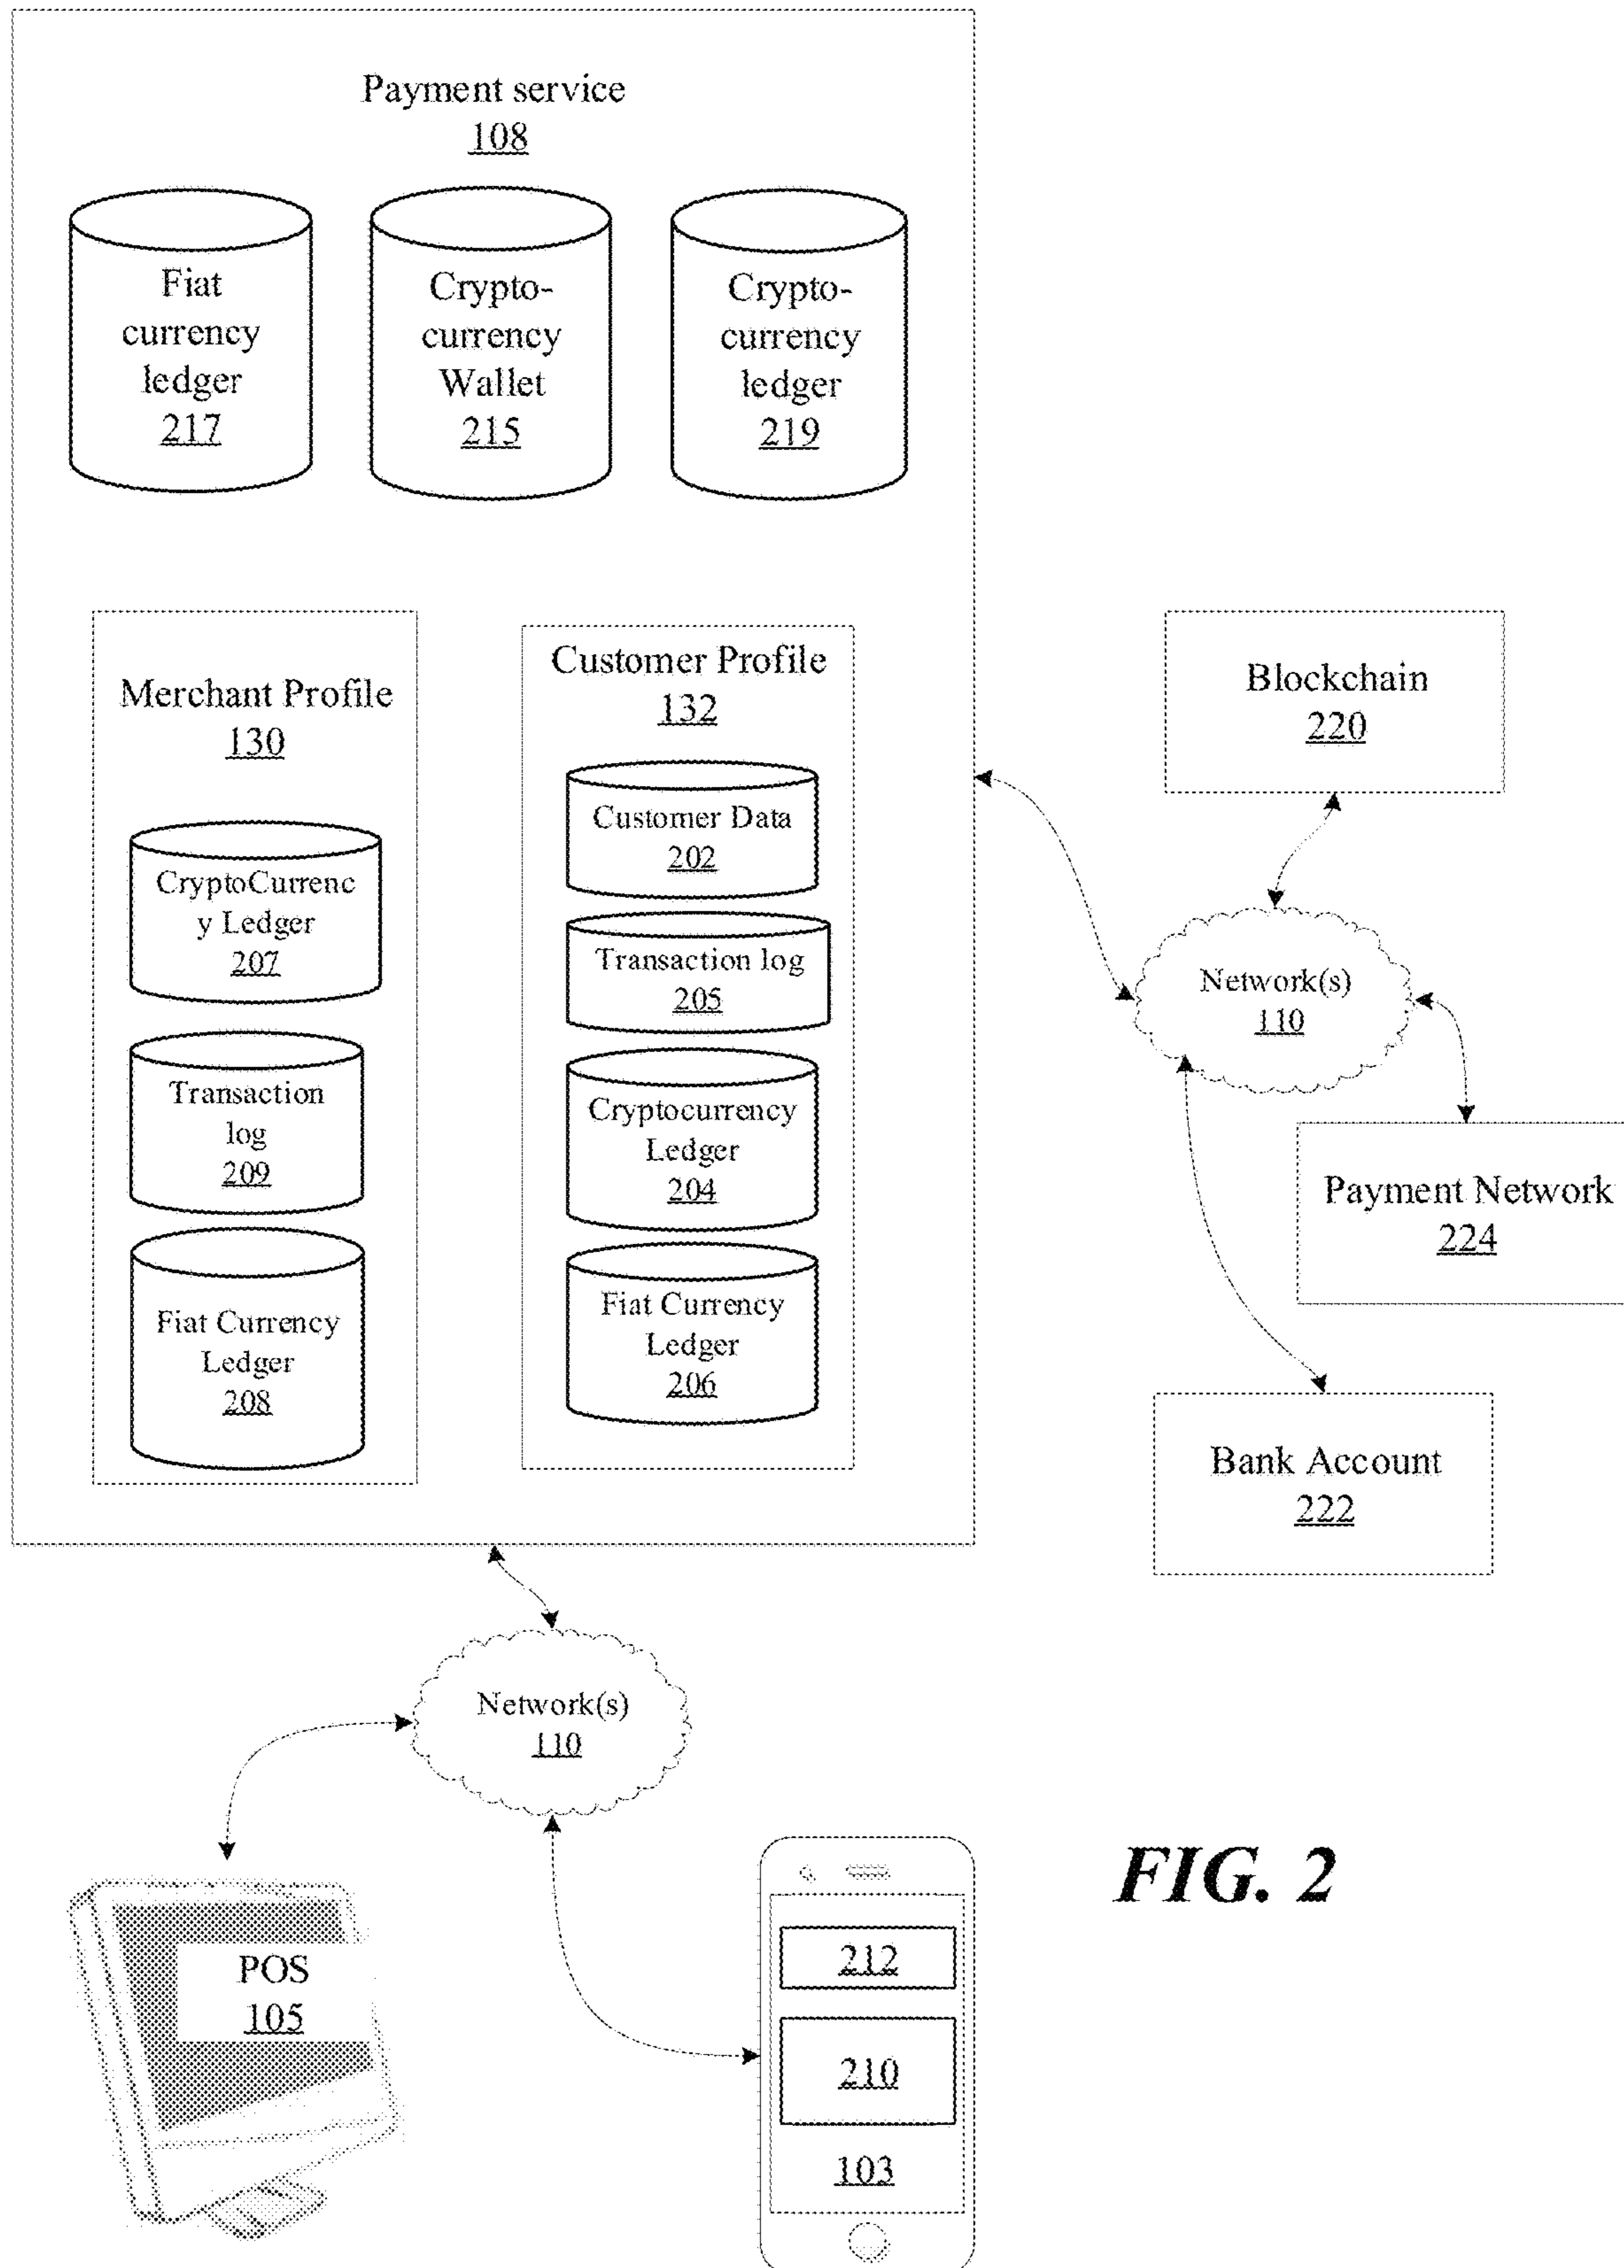 Payment service
108
Fiat
currency
ledger
217
Crypto-
currency
Wallet
215
Crypto-
currency
ledger
219
Merchant Profile
130
CryptoCurrenc
y Ledger
207
Transaction
log
209
Fiat Currency
Ledger
208
Customer Profile
132
Customer Data
202
Transaction log
205
Cryptocurrency
Ledger
204
Fiat Currency
Ledger
206
Blockchain
220
Network(s)
110
Payment Network
224
Bank Account
222
Network(s)
110
POS
105
212
210
103
FIG. 2